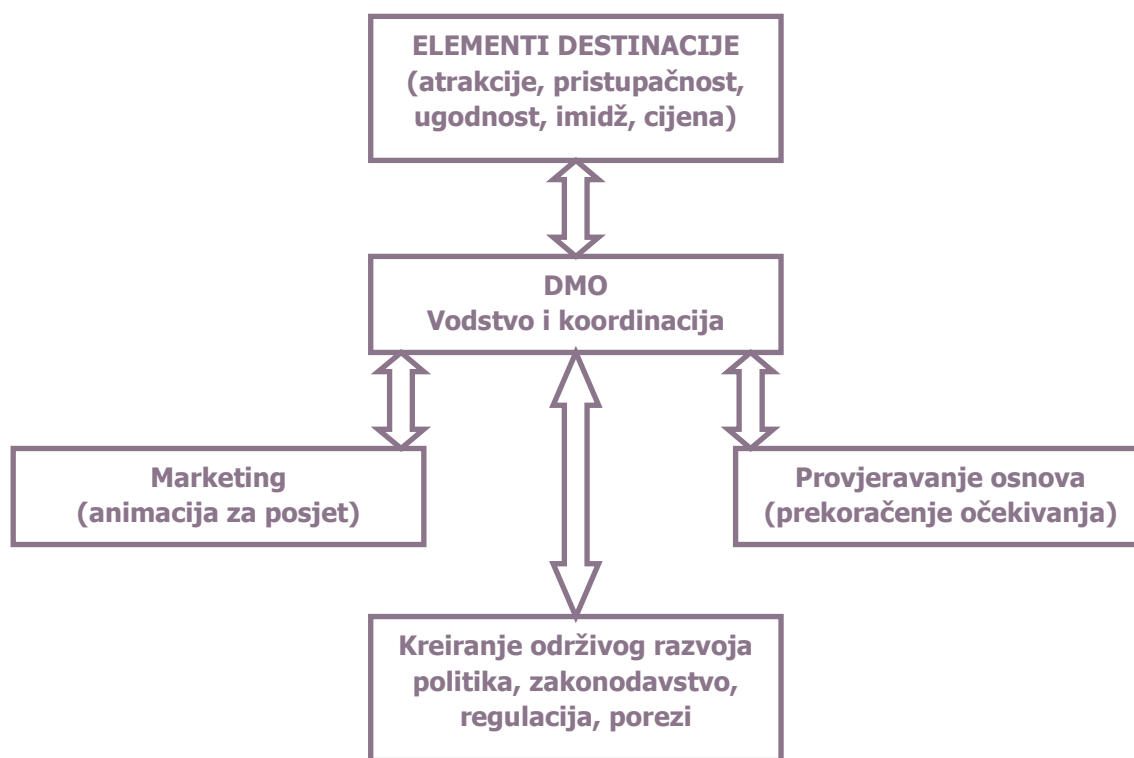 ELEMENTI DESTINACIJE
(atrakcije, pristupačnost,
ugodnost, imidž, cijena)
DMO
Vodstvo i koordinacija
Marketing
(animacija za posjet)
Provjeravanje osnova
(prekoračenje očekivanja)
Kreiranje održivog razvoja
politika, zakonodavstvo,
regulacija, porezi